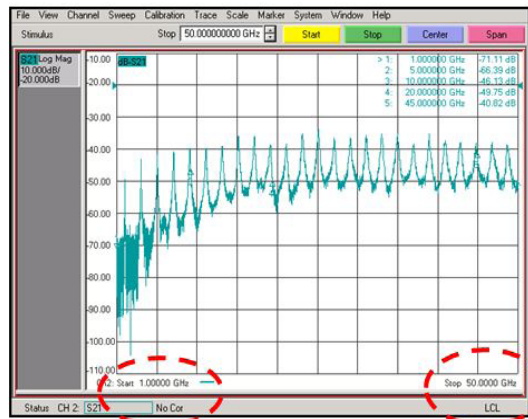 File View Channel Sweep Calibration Trace Scale Marker System Window Help
Stimulus Stop 50.000000000 GHz Start Stop Center Span
S21 Log Mag
10.000dB/
-20.000dB
-10.00
-20.00
-30.00
-40.00
-50.00
-60.00
-70.00
-80.00
-90.00
-100.00
-110.00
dB-S21
> 1: 1.000000 GHz -71.11 dB
2: 5.000000 GHz -66.39 dB
3: 10.000000 GHz -46.13 dB
4: 20.000000 GHz -49.75 dB
5: 45.000000 GHz -40.82 dB
Ch2: Start 1.00000 GHz Stop 50.0000 GHz
Status CH 2: S21 No Cor LCL